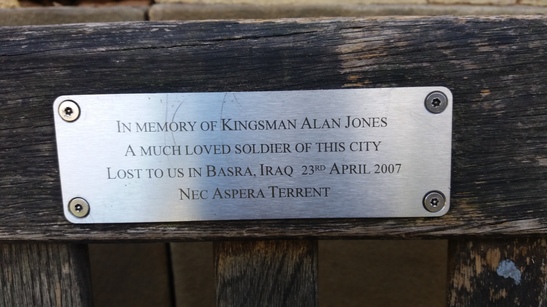 In memory of Kingsman Alan Jones
A much loved soldier of this city
Lost to us in Basra, Iraq 23rd April 2007
Nec Aspera Terrent